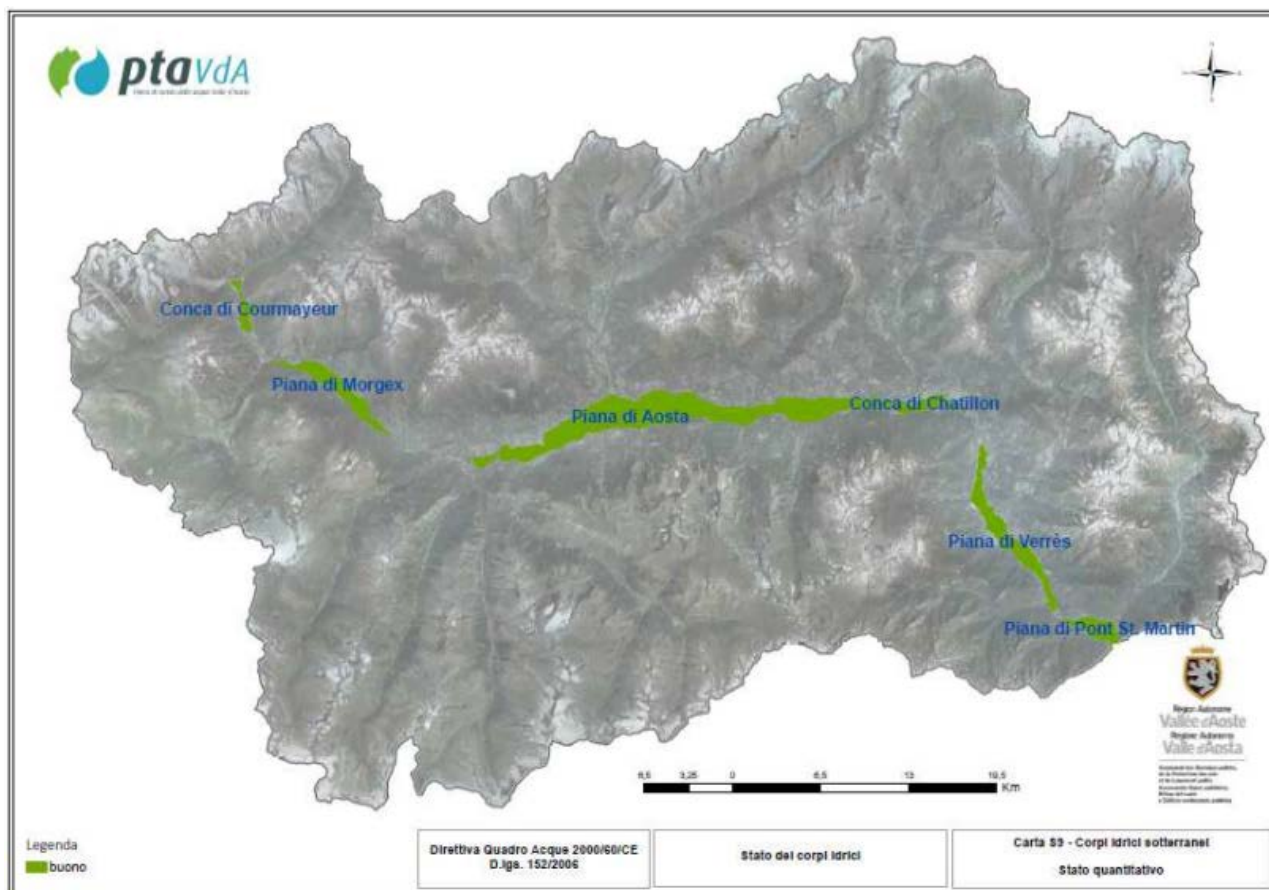 ptaVdA
Conca di Courmayeur
Piana di Morgex
Piana di Aosta
Conca di Chatillon
Piana di Verrès
Piana di Pont St. Martin
Région Autonome
Vallée d'Aoste
Regione Autonoma
Valle d'Aosta
6,5 3,25 0 6,5 13 19,5
Km
Legenda
buono
Direttiva Quadro Acque 2000/60/CE
D.lgs. 152/2006
Stato dei corpi idrici
Carta S9 - Corpi idrici sotterranei
Stato quantitativo